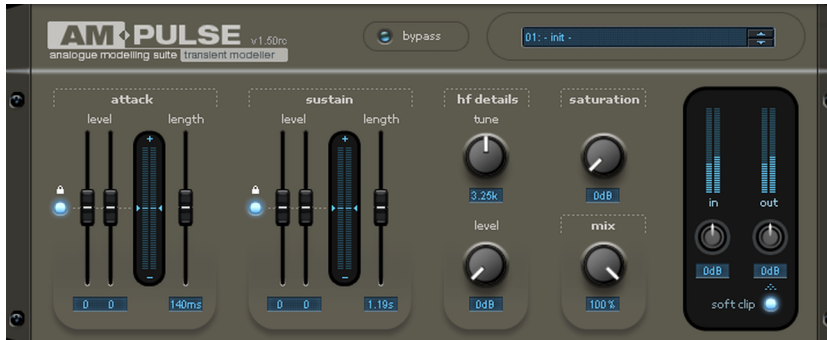 AM PULSE v1.50rc
analogue modelling suite transient modeller
bypass
01: - init -
attack
level length
+
-
0 0 140ms
sustain
level length
+
-
0 0 1.19s
hf details
tune
3.25k
level
0dB
saturation
0dB
mix
100%
in out
0dB 0dB
soft clip